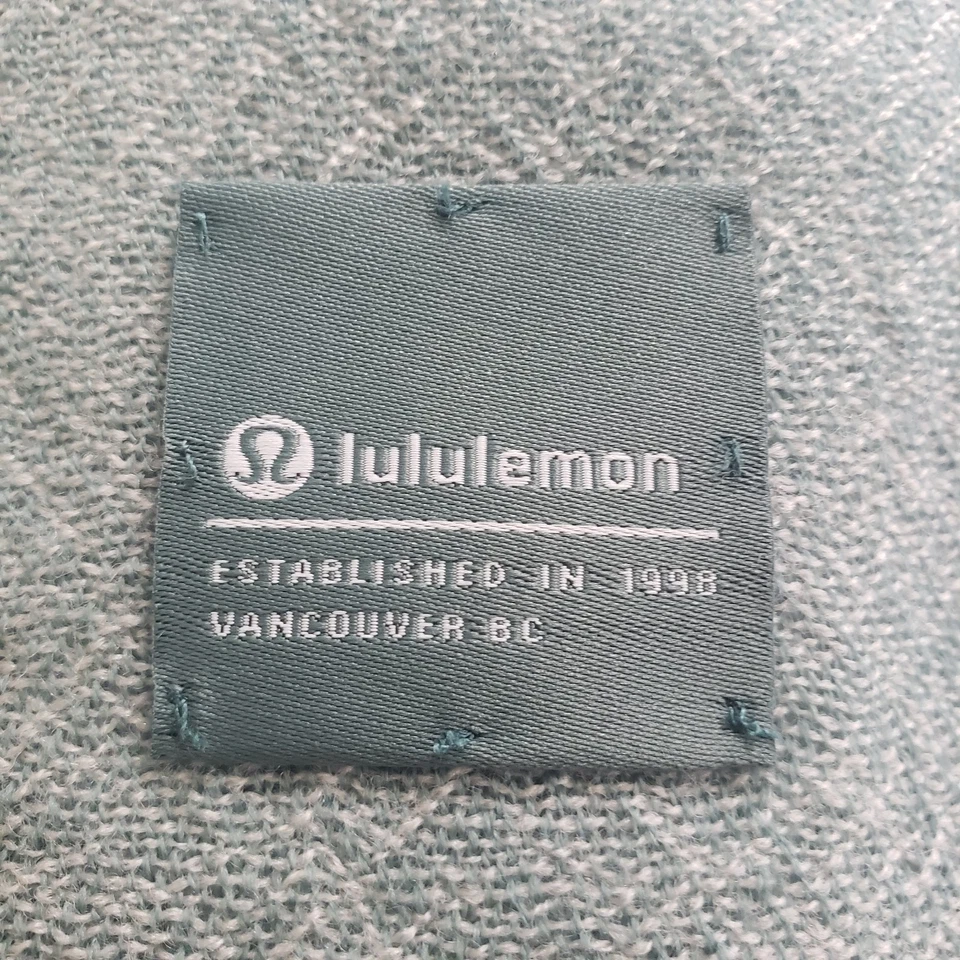 lululemon
ESTABLISHED IN 1998
VANCOUVER BC